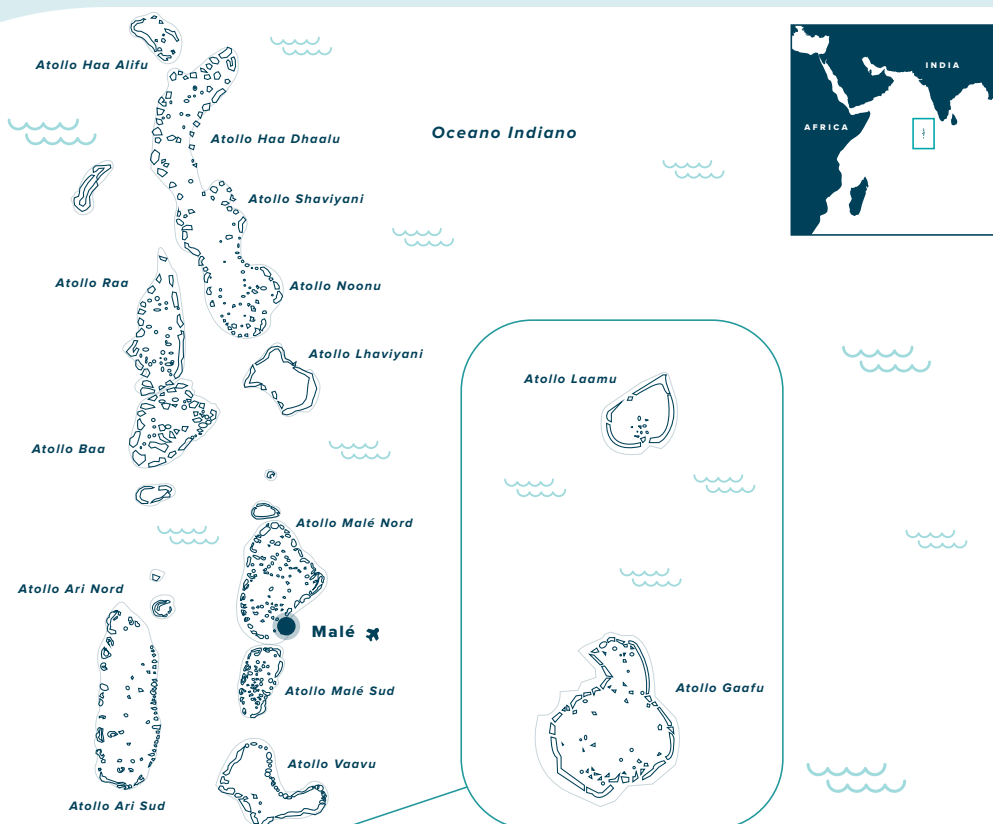 Atollo Haa Alifu
INDIA
AFRICA
Oceano Indiano
Atollo Haa Dhaalu
Atollo Shaviyani
Atollo Raa
Atollo Noonu
Atollo Lhaviyani
Atollo Laamu
Atollo Baa
Atollo Malé Nord
Atollo Ari Nord
Malé
Atollo Malé Sud
Atollo Gaafu
Atollo Vaavu
Atollo Ari Sud